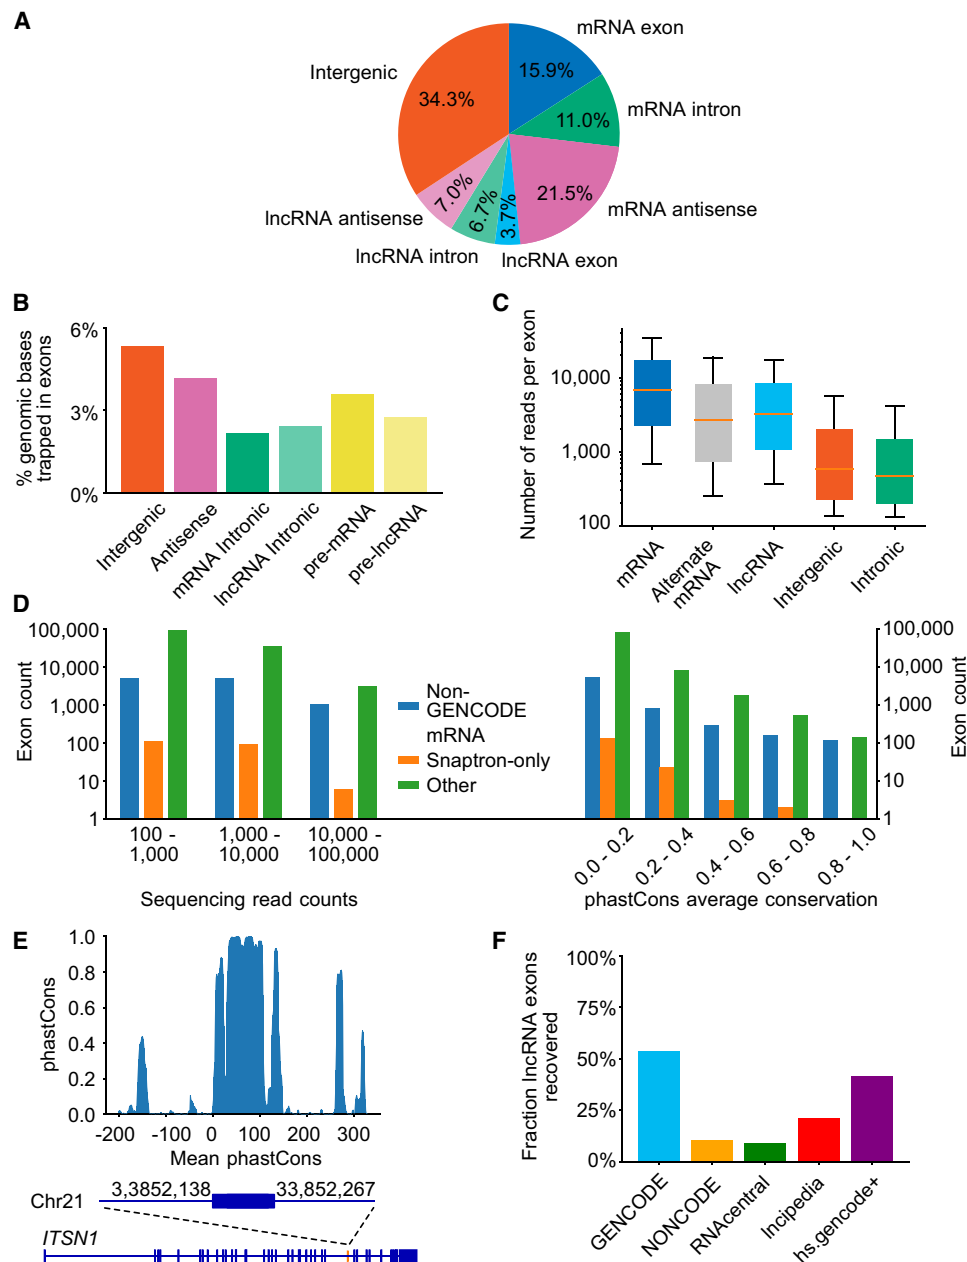 A
mRNA exon
15.9%
Intergenic
34.3%
mRNA intron
11.0%
21.5%
mRNA antisense
7.0%
6.7%
3.7%
lncRNA antisense
lncRNA intron
lncRNA exon
B
% genomic bases
trapped in exons
6%
3%
0%
Intergenic
Antisense
mRNA Intronic
lncRNA Intronic
pre-mRNA
pre-lncRNA
C
Number of reads per exon
10,000
1,000
100
mRNA
Alternate
mRNA
lncRNA
Intergenic
Intronic
D
Exon count
100,000
10,000
1,000
100
10
1
100 -
1,000
1,000 -
10,000
10,000 -
100,000
Sequencing read counts
Non-
GENCODE
mRNA
Snaptron-only
Other
100,000
10,000
1,000
100
10
1
Exon count
0.0 - 0.2
0.2 - 0.4
0.4 - 0.6
0.6 - 0.8
0.8 - 1.0
phastCons average conservation
E
phastCons
1.0
0.8
0.6
0.4
0.2
0.0
-200
-100
0
100
200
300
Mean phastCons
3,3852,138
33,852,267
Chr21
ITSN1
F
Fraction lncRNA exons
recovered
100%
75%
50%
25%
0%
GENCODE
NONCODE
RNAcentral
Incipedia
hs.gencode+